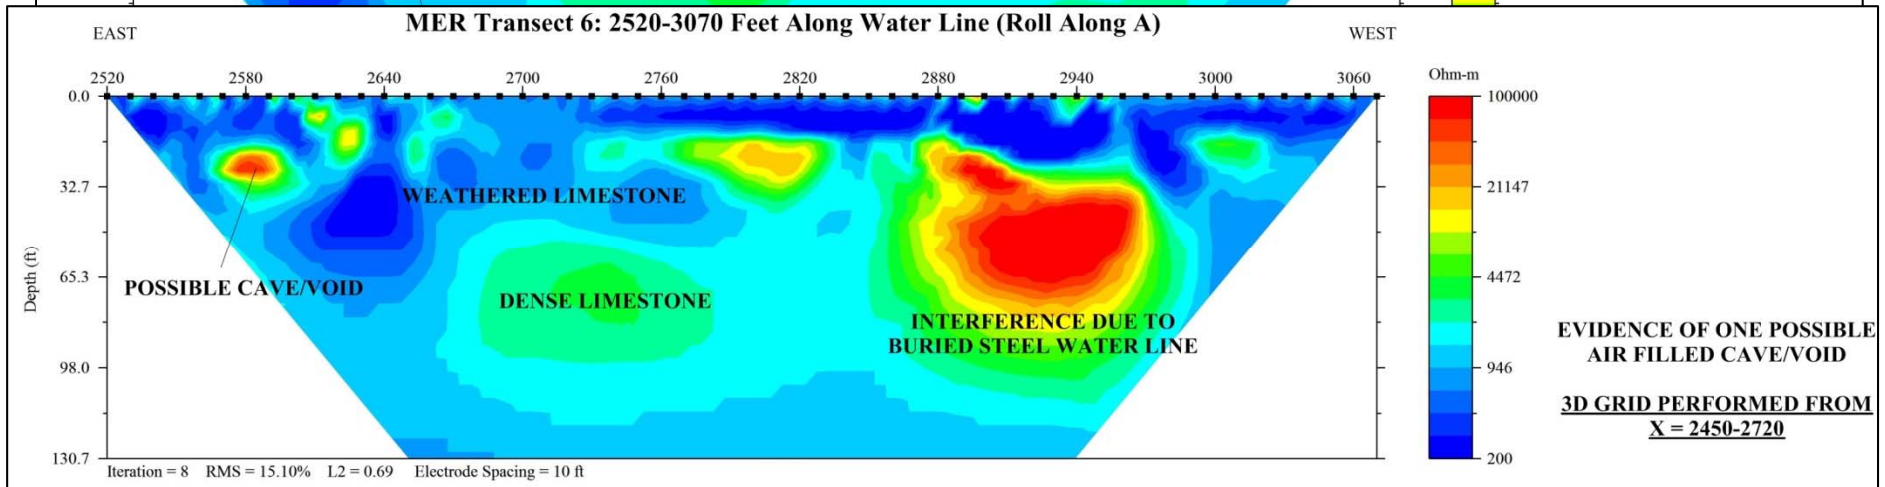 MER Transect 6: 2520-3070 Feet Along Water Line (Roll Along A)
EAST
WEST
2520 2580 2640 2700 2760 2820 2880 2940 3000 3060
Ohm-m
0.0
32.7
65.3
98.0
130.7
Depth (ft)
100000
21147
4472
946
200
WEATHERED LIMESTONE
POSSIBLE CAVE/VOID
DENSE LIMESTONE
INTERFERENCE DUE TO
BURIED STEEL WATER LINE
EVIDENCE OF ONE POSSIBLE
AIR FILLED CAVE/VOID
3D GRID PERFORMED FROM
X = 2450-2720
Iteration = 8 RMS = 15.10% L2 = 0.69 Electrode Spacing = 10 ft